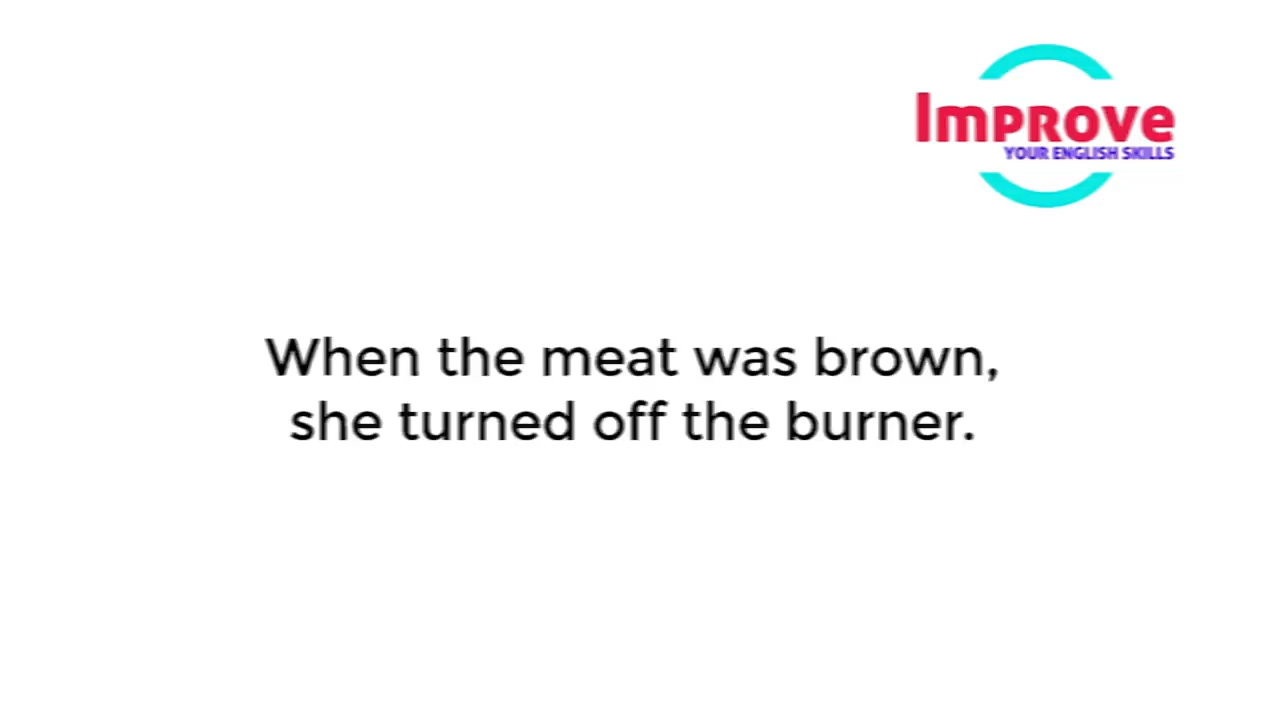 Improve
YOUR ENGLISH SKILLS
When the meat was brown,
she turned off the burner.